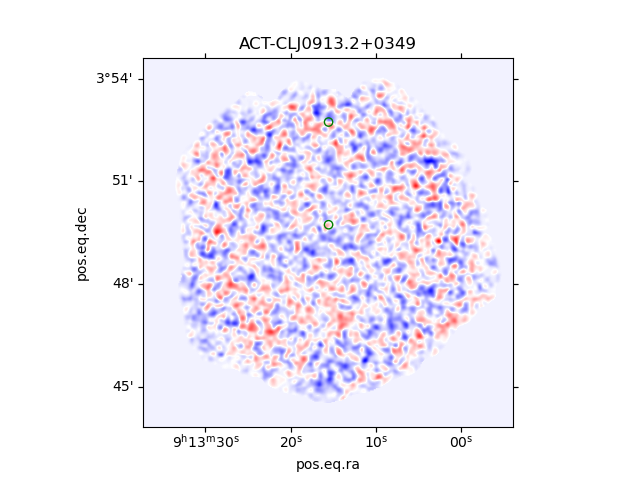 ACT-CLJ0913.2+0349
3°54'
51'
48'
45'
pos.eq.dec
9h13m30s 20s 10s 00s
pos.eq.ra